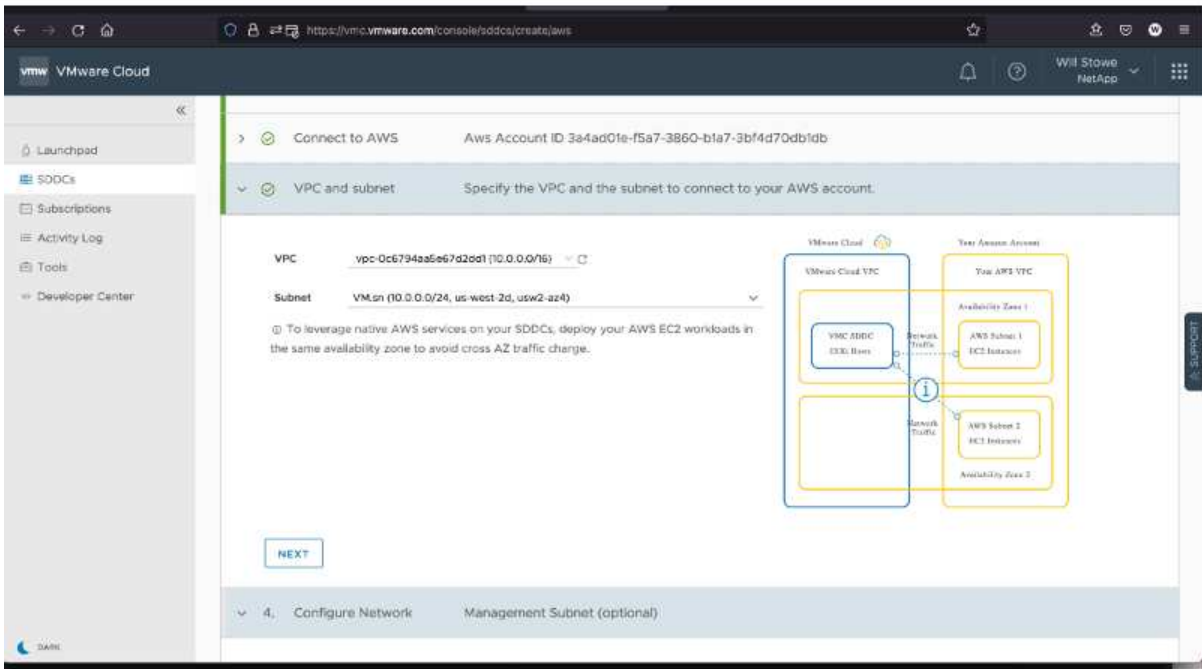 https://vmc.vmware.com/console/sddcs/create/aws
vmw VMware Cloud
Will Stowe
NetApp
Launchpad
SDDCs
Subscriptions
Activity Log
Tools
Developer Center
DARK
Connect to AWS Aws Account ID 3a4ad01e-f5a7-3860-b1a7-3bf4d70db1db
VPC and subnet Specify the VPC and the subnet to connect to your AWS account.
VPC vpc-0c6794aa5e67d2dd1 (10.0.0.0/16)
Subnet VM.sn (10.0.0.0/24, us-west-2d, usw2-az4)
To leverage native AWS services on your SDDCs, deploy your AWS EC2 workloads in
the same availability zone to avoid cross AZ traffic charge.
VMware Cloud
Your Amazon Account
VMware Cloud VPC
Your AWS VPC
Availability Zone 1
VMC SDDC
ESXi Hosts
Network
Traffic
AWS Subnet 1
EC2 Instances
Network
Traffic
AWS Subnet 2
EC2 Instances
Availability Zone 2
NEXT
4. Configure Network Management Subnet (optional)
SUPPORT